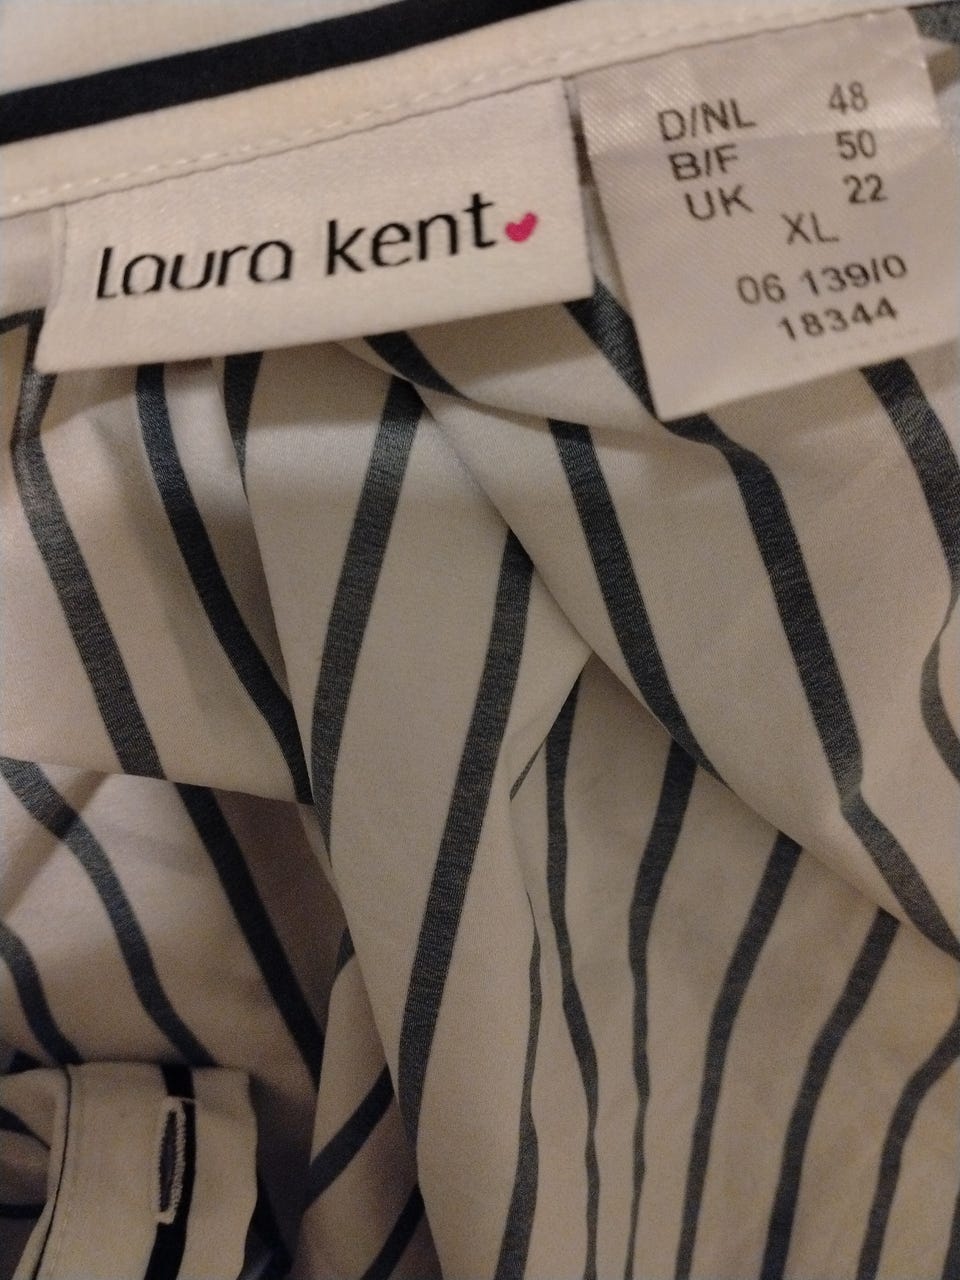 Laura kent
D/NL 48
B/F 50
UK 22
XL
06 139/0
18344